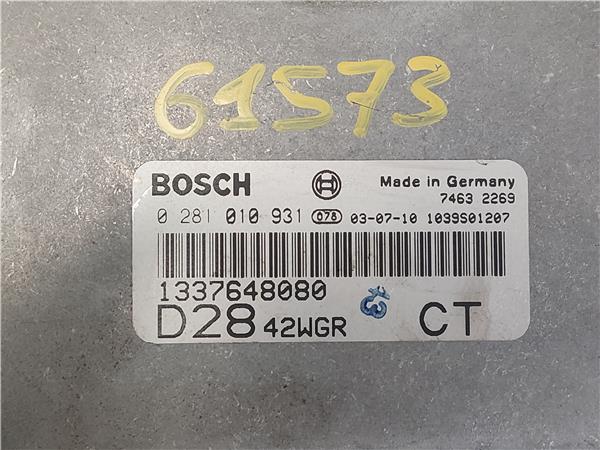 61573
BOSCH
Made in Germany
7463 2269
0 281 010 931 078 03-07-10 1039S01207
1337648080
D28 42WGR CT